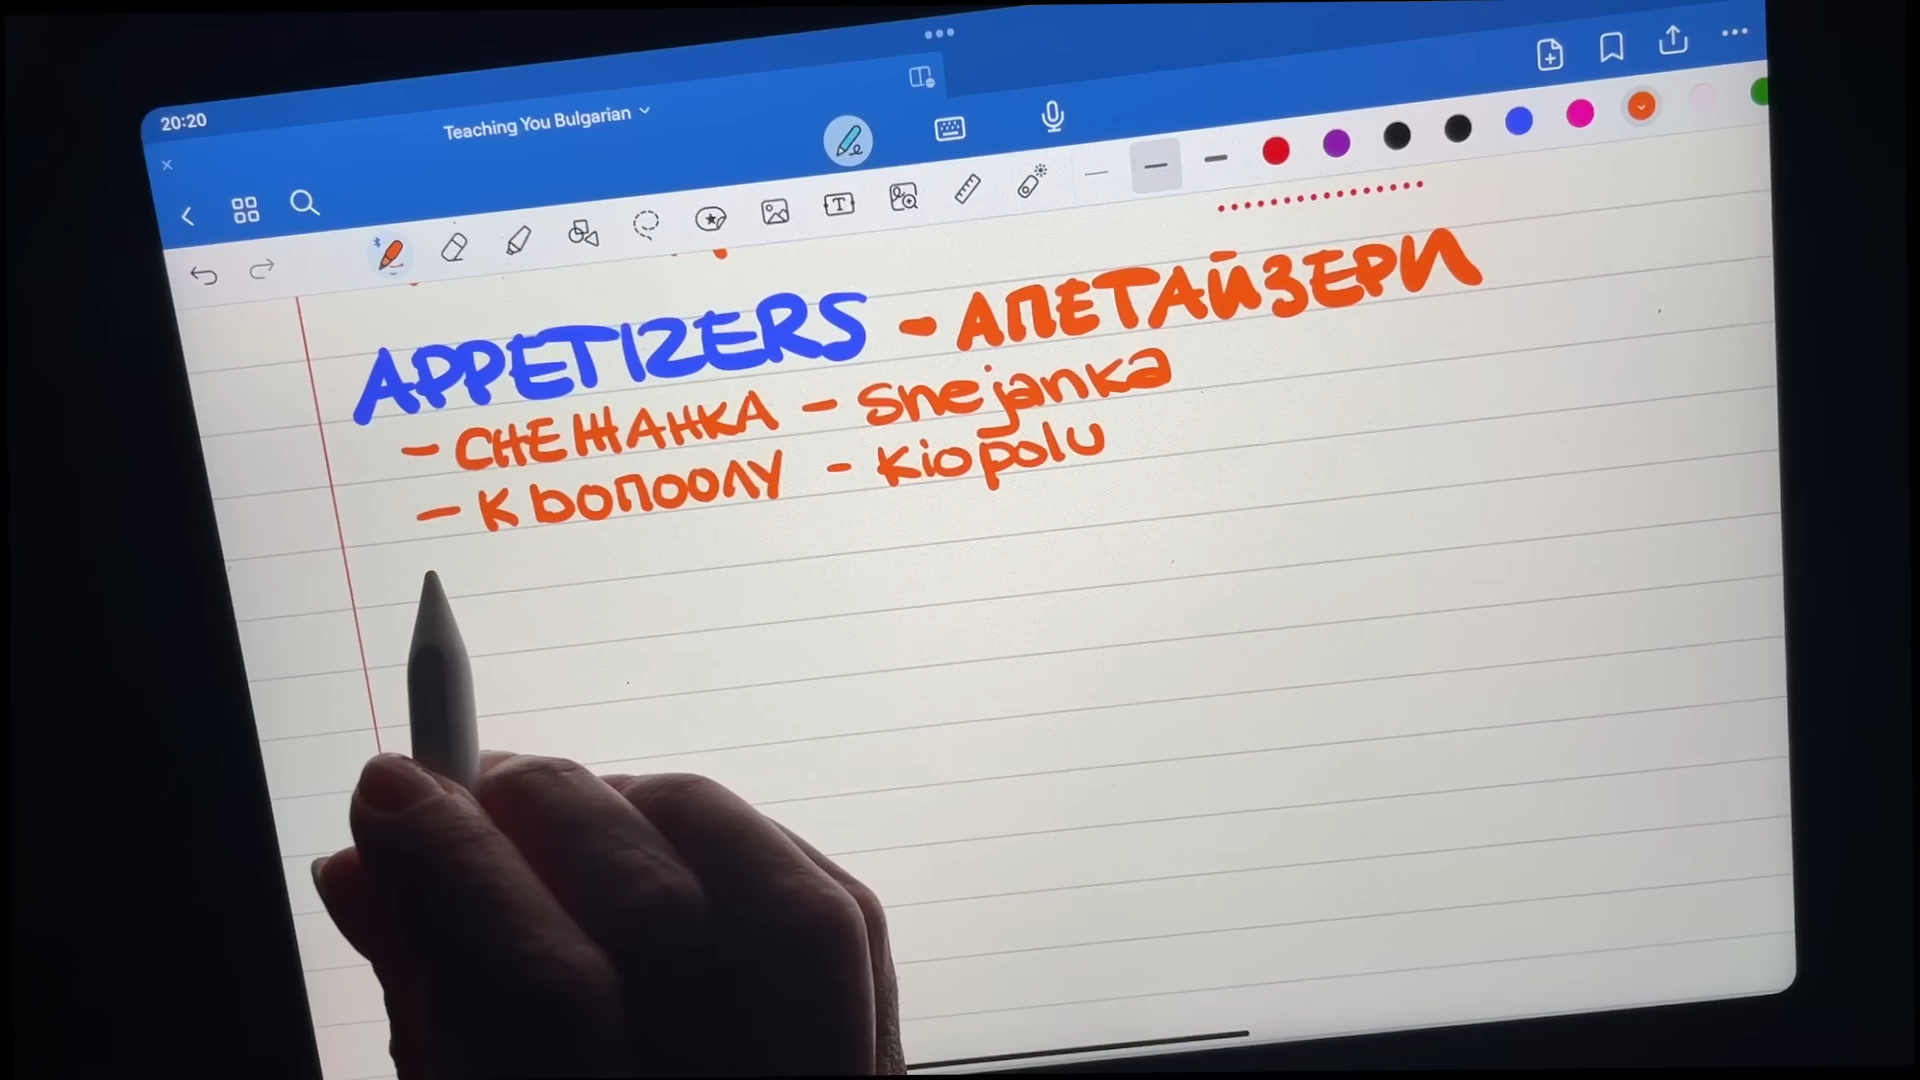 20:20
Teaching You Bulgarian
APPETIZERS - АПЕТАЙЗЕРИ
- СНЕЖАНКА - Snejanka
- КЬОПООЛУ - Kiopolu